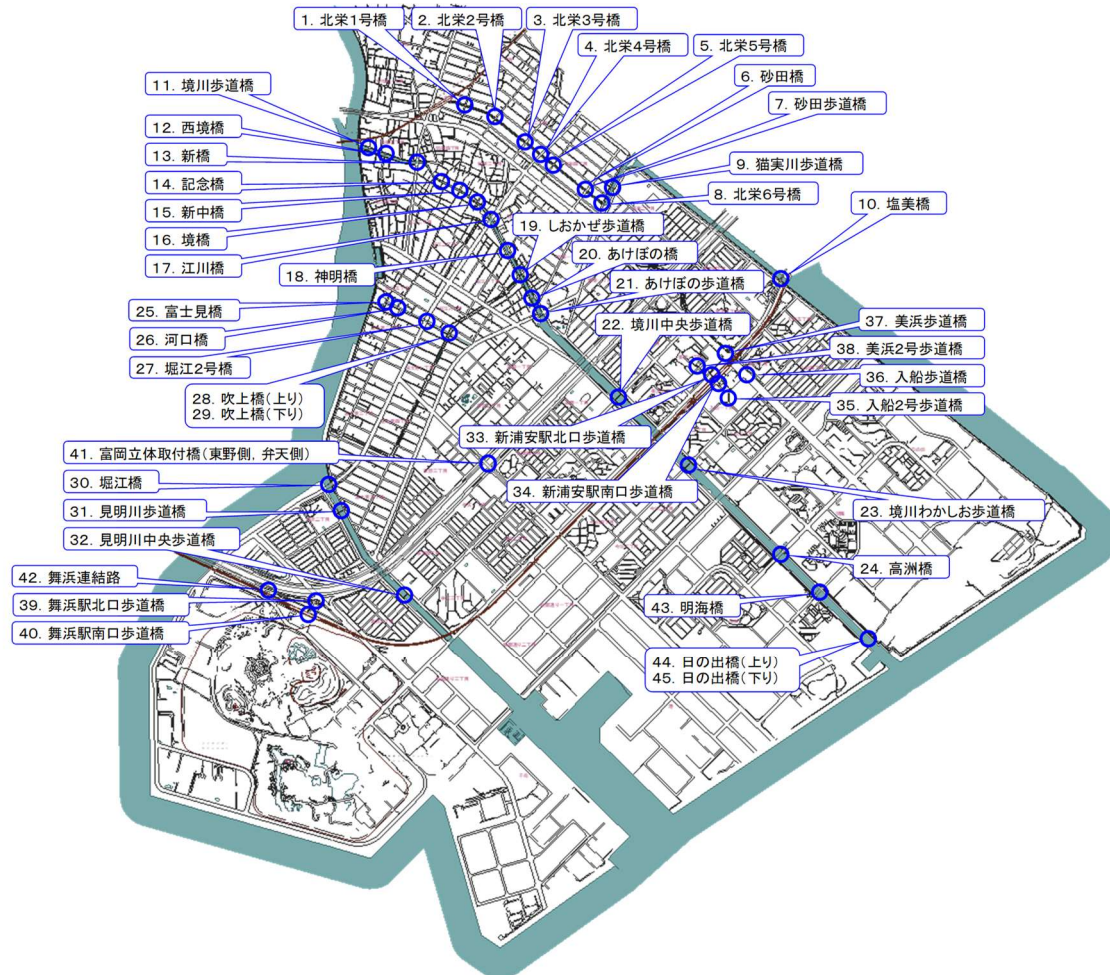 1. 北栄1号橋
2. 北栄2号橋
3. 北栄3号橋
4. 北栄4号橋
5. 北栄5号橋
6. 砂田橋
7. 砂田歩道橋
11. 境川歩道橋
12. 西境橋
13. 新橋
14. 記念橋
15. 新中橋
16. 境橋
17. 江川橋
9. 猫実川歩道橋
8. 北栄6号橋
10. 塩美橋
18. 神明橋
19. しおかぜ歩道橋
20. あけぼの橋
21. あけぼの歩道橋
22. 境川中央歩道橋
25. 富士見橋
26. 河口橋
27. 堀江2号橋
28. 吹上橋(上り)
29. 吹上橋(下り)
37. 美浜歩道橋
38. 美浜2号歩道橋
36. 入船歩道橋
35. 入船2号歩道橋
33. 新浦安駅北口歩道橋
34. 新浦安駅南口歩道橋
41. 富岡立体取付橋(東野側, 弁天側)
30. 堀江橋
31. 見明川歩道橋
32. 見明川中央歩道橋
23. 境川わかしお歩道橋
24. 高洲橋
42. 舞浜連結路
39. 舞浜駅北口歩道橋
40. 舞浜駅南口歩道橋
43. 明海橋
44. 日の出橋(上り)
45. 日の出橋(下り)